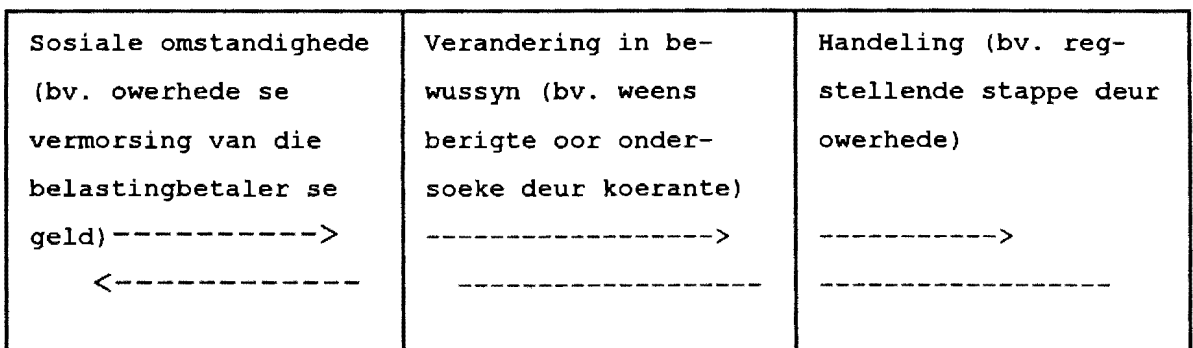 Sosiale omstandighede
(bv. owerhede se
vermorsing van die
belastingbetaler se
geld)---------->
<------------
Verandering in be-
wussyn (bv. weens
berigte oor onder-
soeke deur koerante)
----------------->
------------------
Handeling (bv. reg-
stellende stappe deur
owerhede)
----------->
-----------------